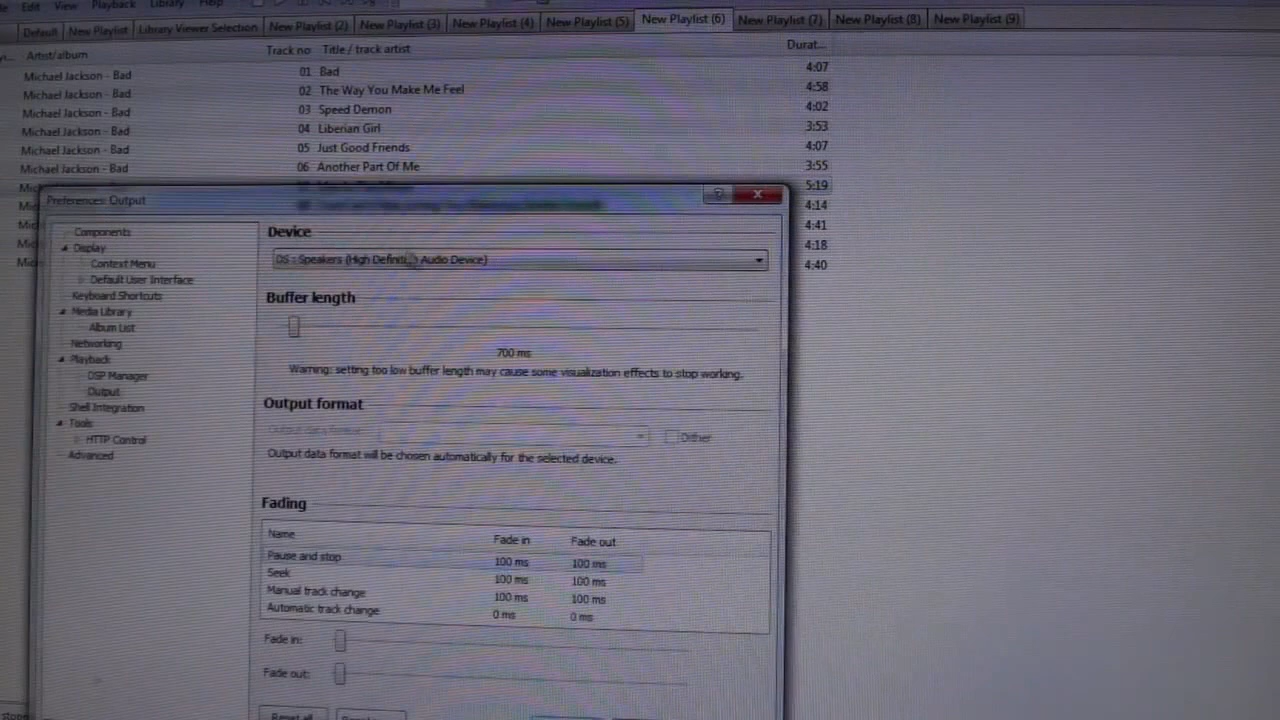 Edit View Playback Library Help
Default New Playlist Library Viewer Selection New Playlist (2) New Playlist (3) New Playlist (4) New Playlist (5) New Playlist (6) New Playlist (7) New Playlist (8) New Playlist (9)
Artist/album Track no Title / track artist Durat...
Michael Jackson - Bad 01 Bad 4:07
Michael Jackson - Bad 02 The Way You Make Me Feel 4:58
Michael Jackson - Bad 03 Speed Demon 4:02
Michael Jackson - Bad 04 Liberian Girl 3:53
Michael Jackson - Bad 05 Just Good Friends 4:07
Michael Jackson - Bad 06 Another Part Of Me 3:55
5:19
4:14
4:41
4:18
4:40
Preferences: Output
Components
Display
Context Menu
Default User Interface
Keyboard Shortcuts
Media Library
Album List
Networking
Playback
DSP Manager
Output
Shell Integration
Tools
HTTP Control
Advanced
Device
DS : Speakers (High Definition Audio Device)
Buffer length
700 ms
Warning: setting too low buffer length may cause some visualization effects to stop working.
Output format
Output data format: Dither
Output data format will be chosen automatically for the selected device.
Fading
Name Fade in Fade out
Pause and stop 100 ms 100 ms
Seek 100 ms 100 ms
Manual track change 100 ms 100 ms
Automatic track change 0 ms 0 ms
Fade in:
Fade out:
Reset all